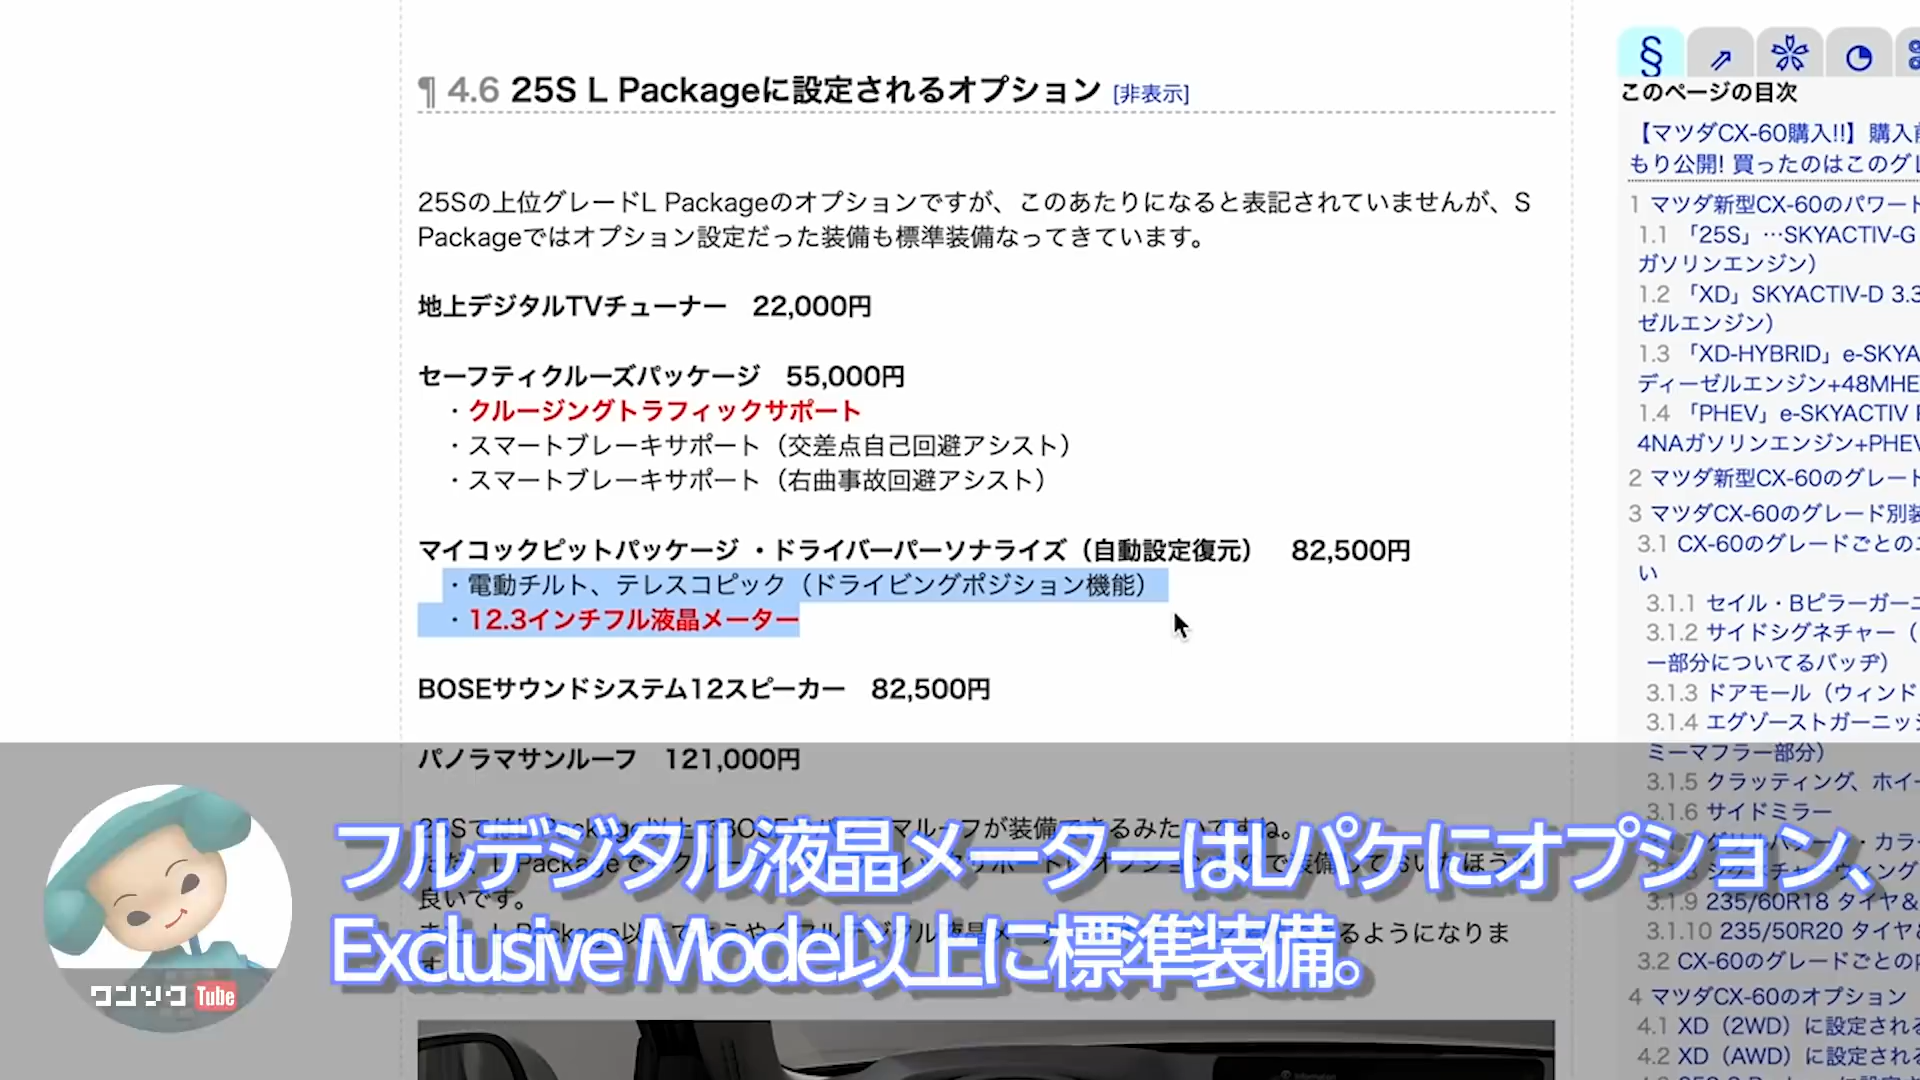 ¶ 4.6 25S L Packageに設定されるオプション [非表示]
25Sの上位グレードL Packageのオプションですが、このあたりになると表記されていませんが、S
Packageではオプション設定だった装備も標準装備なってきています。
地上デジタルTVチューナー 22,000円
セーフティクルーズパッケージ 55,000円
・クルージングトラフィックサポート
・スマートブレーキサポート（交差点自己回避アシスト）
・スマートブレーキサポート（右曲事故回避アシスト）
マイコックピットパッケージ ・ドライバーパーソナライズ（自動設定復元） 82,500円
・電動チルト、テレスコピック（ドライビングポジション機能）
・12.3インチフル液晶メーター
BOSEサウンドシステム12スピーカー 82,500円
パノラマサンルーフ 121,000円
良いです。
フルデジタル液晶メーターはLパケにオプション、
Exclusive Mode以上に標準装備。
ワンソク Tube
§
このページの目次
【マツダCX-60購入!!】購入
もり公開! 買ったのはこのグレ
1 マツダ新型CX-60のパワート
1.1 「25S」…SKYACTIV-G
ガソリンエンジン）
1.2 「XD」SKYACTIV-D 3.3
ゼルエンジン）
1.3 「XD-HYBRID」e-SKYA
ディーゼルエンジン+48MHE
1.4 「PHEV」e-SKYACTIV
4NAガソリンエンジン+PHEV
2 マツダ新型CX-60のグレード
3 マツダCX-60のグレード別装
3.1 CX-60のグレードごとの
い
3.1.1 セイル・Bピラーガーニ
3.1.2 サイドシグネチャー（
ー部分についてるバッヂ）
3.1.3 ドアモール（ウィンド
3.1.4 エグゾーストガーニッシ
ミーマフラー部分）
3.1.5 クラッティング、ホイー
3.1.6 サイドミラー
3.1.9 235/60R18 タイヤ&
3.1.10 235/50R20 タイヤ&
3.2 CX-60のグレードごとの内
4 マツダCX-60のオプション
4.1 XD（2WD）に設定される
4.2 XD（AWD）に設定される